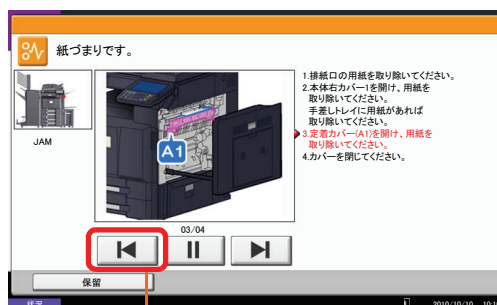 紙づまりです。
JAM
A1
1.排紙口の用紙を取り除いてください。
2.本体右カバー1を開け、用紙を
取り除いてください。
手差しトレイに用紙があれば
取り除いてください。
3.定着カバー(A1)を開け、用紙を
取り除いてください。
4.カバーを閉じてください。
03/04
保留
状況
2010/10/10 10:10